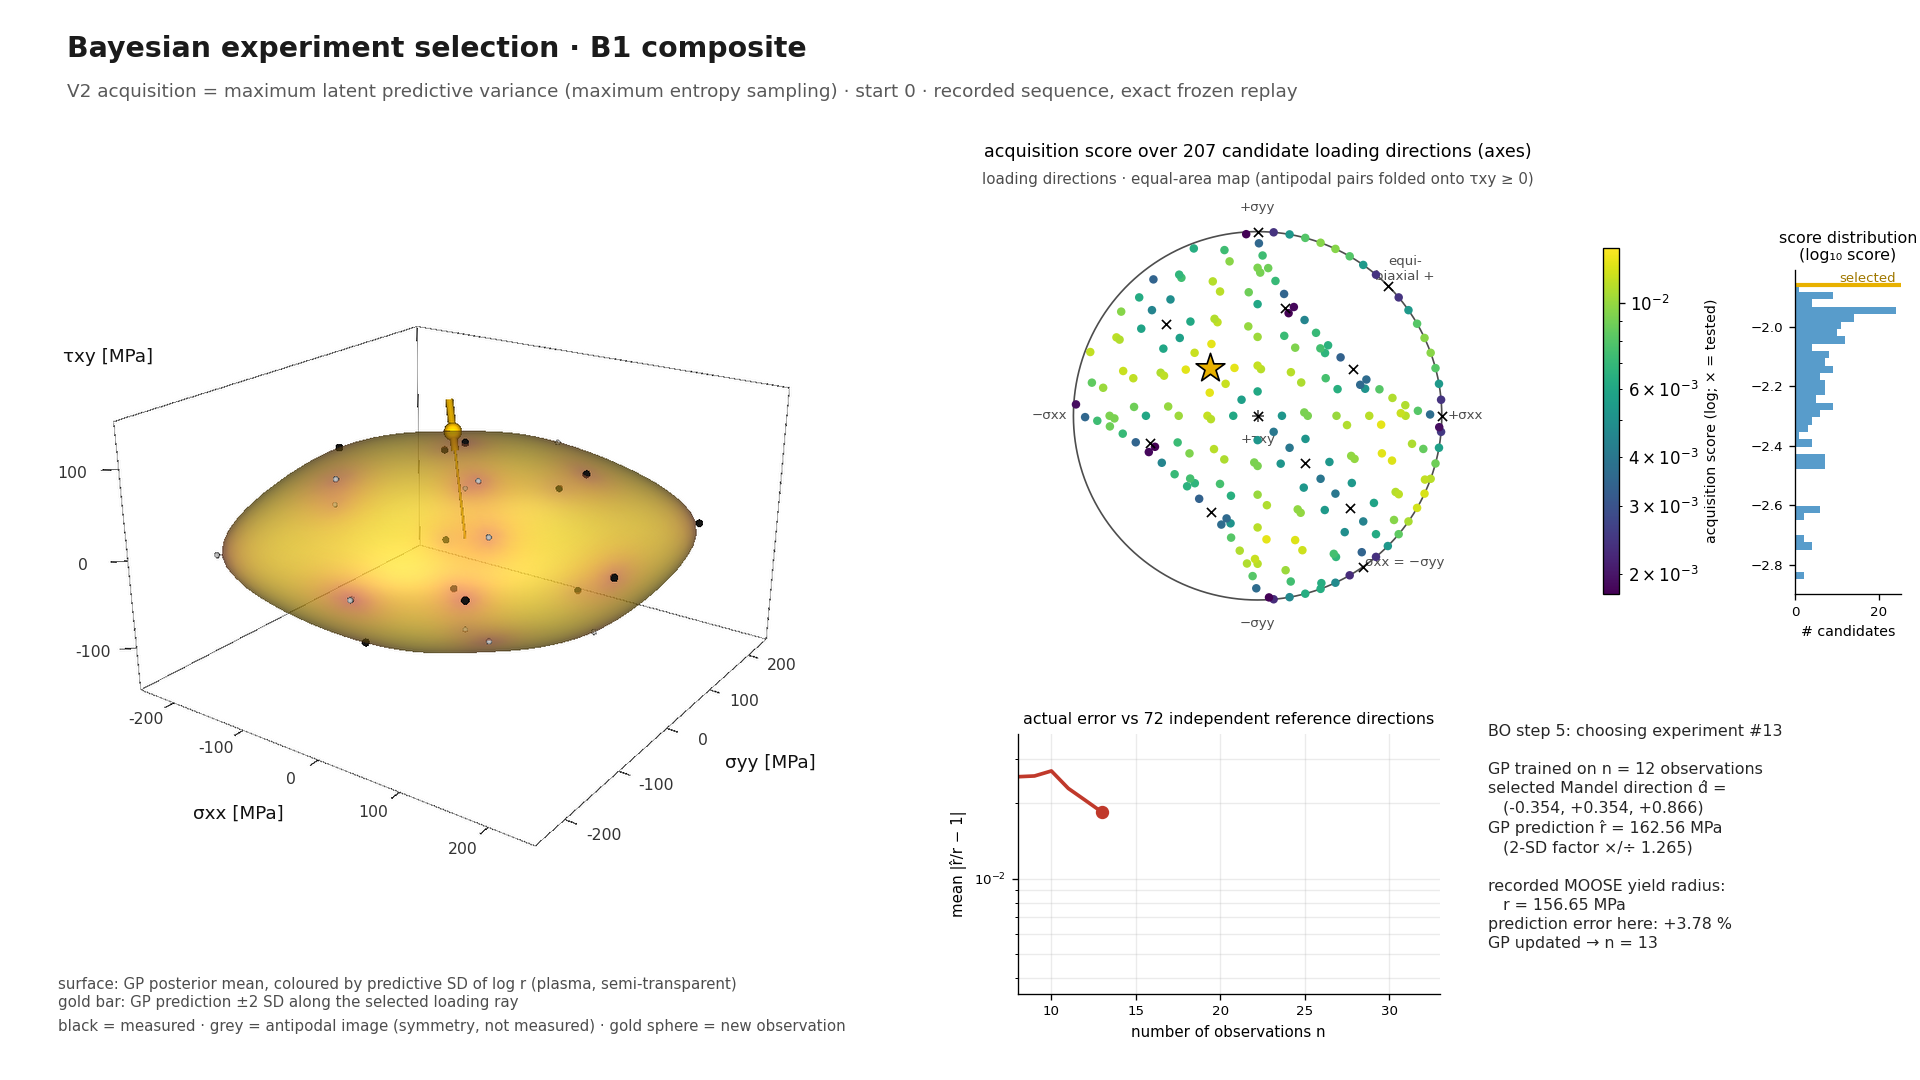 Bayesian experiment selection · B1 composite
V2 acquisition = maximum latent predictive variance (maximum entropy sampling) · start 0 · recorded sequence, exact frozen replay
τxy [MPa]
100
0
-100
-200
-100
0
100
200
σxx [MPa]
200
100
0
-100
-200
σyy [MPa]
surface: GP posterior mean, coloured by predictive SD of log r (plasma, semi-transparent)
gold bar: GP prediction ±2 SD along the selected loading ray
black = measured · grey = antipodal image (symmetry, not measured) · gold sphere = new observation
acquisition score over 207 candidate loading directions (axes)
loading directions · equal-area map (antipodal pairs folded onto τxy ≥ 0)
+σyy
equi-
biaxial +
−σxx
+σxx
+τxy
σxx = −σyy
−σyy
10⁻²
6 × 10⁻³
4 × 10⁻³
3 × 10⁻³
2 × 10⁻³
acquisition score (log; × = tested)
score distribution
(log₁₀ score)
selected
−2.0
−2.2
−2.4
−2.6
−2.8
0
20
# candidates
actual error vs 72 independent reference directions
mean |r̂/r − 1|
10⁻²
10
15
20
25
30
number of observations n
BO step 5: choosing experiment #13
GP trained on n = 12 observations
selected Mandel direction d̂ =
(-0.354, +0.354, +0.866)
GP prediction r̂ = 162.56 MPa
(2-SD factor ×/÷ 1.265)
recorded MOOSE yield radius:
r = 156.65 MPa
prediction error here: +3.78 %
GP updated → n = 13